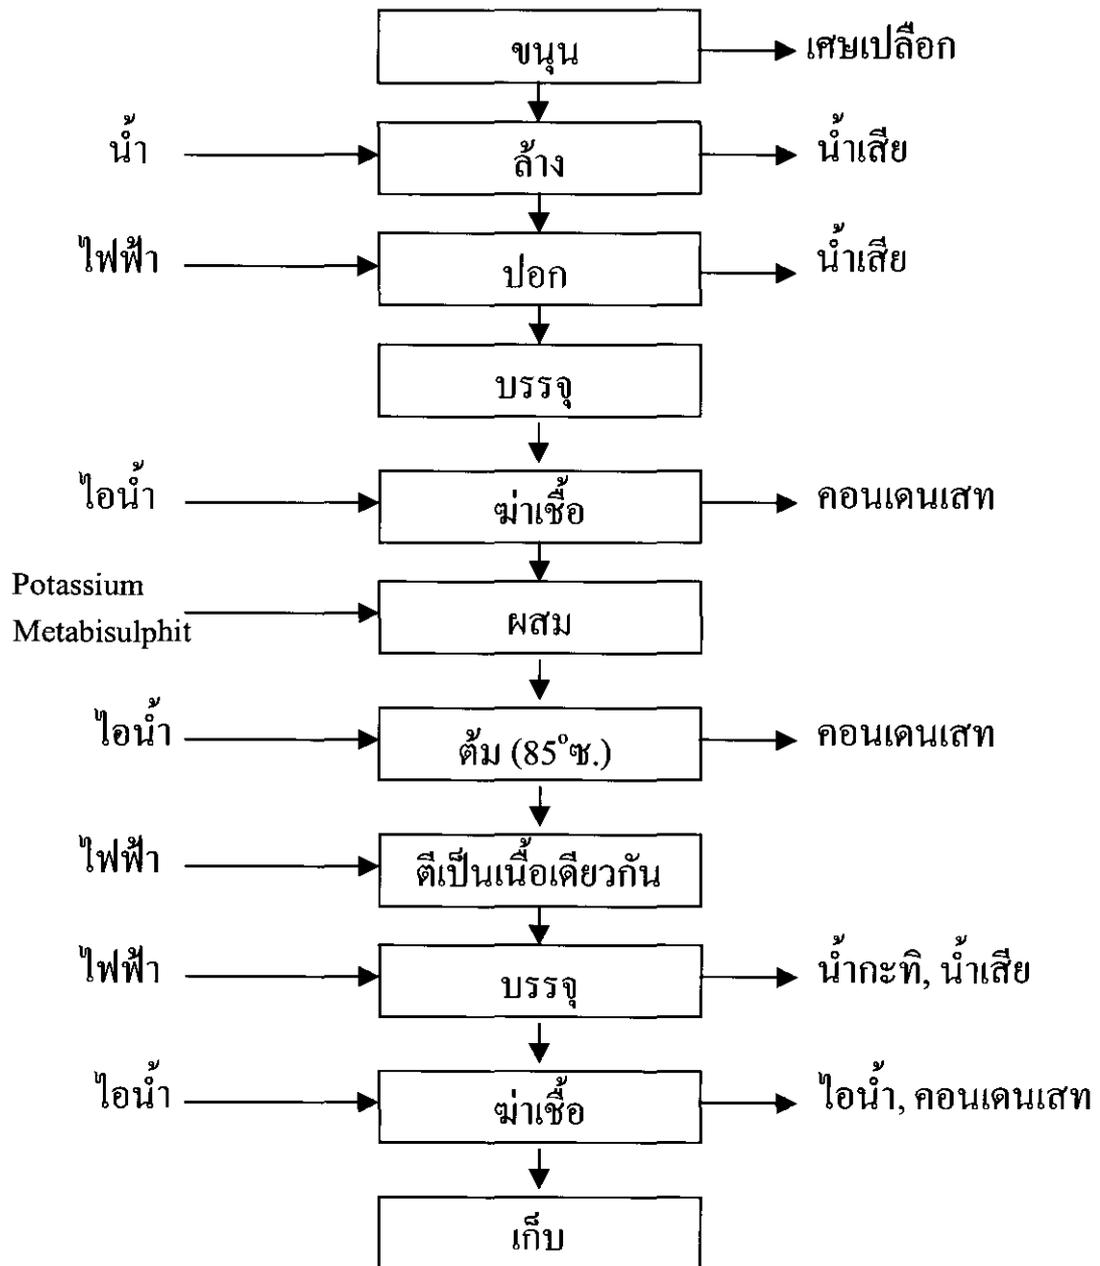 ขนุน
เศษเปลือก
น้ำ
ล้าง
น้ำเสีย
ไฟฟ้า
ปอก
น้ำเสีย
บรรจุ
ไอน้ำ
ฆ่าเชื้อ
คอนเดนเสท
Potassium
Metabisulphit
ผสม
ไอน้ำ
ต้ม (85°ซ.)
คอนเดนเสท
ไฟฟ้า
ตีเป็นเนื้อเดียวกัน
ไฟฟ้า
บรรจุ
น้ำกะทิ, น้ำเสีย
ไอน้ำ
ฆ่าเชื้อ
ไอน้ำ, คอนเดนเสท
เก็บ